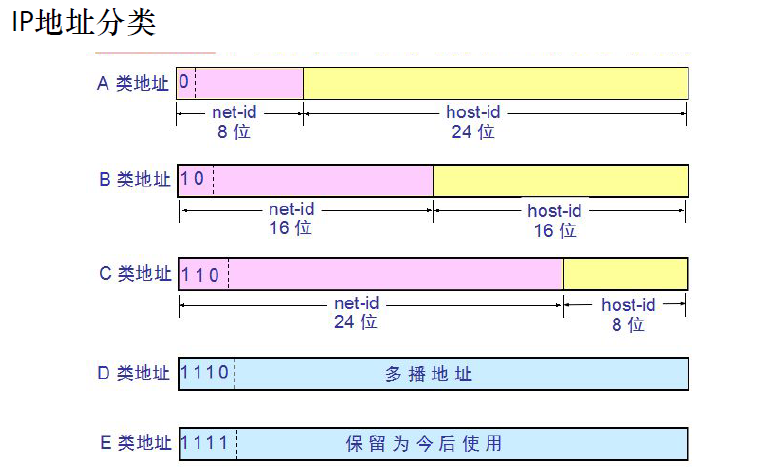 IP地址分类
A 类地址 0
net-id host-id
8 位 24 位
B 类地址 10
net-id host-id
16 位 16 位
C 类地址 110
net-id host-id
24 位 8 位
D 类地址 1110 多播地址
E 类地址 1111 保留为今后使用